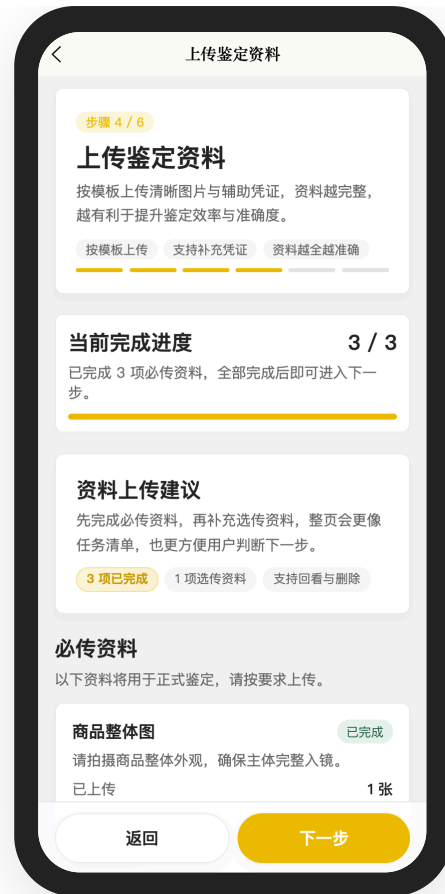 上传鉴定资料
步骤 4 / 6
上传鉴定资料
按模板上传清晰图片与辅助凭证，资料越完整，
越有利于提升鉴定效率与准确度。
按模板上传 支持补充凭证 资料越全越准确
当前完成进度 3 / 3
已完成 3 项必传资料，全部完成后即可进入下一
步。
资料上传建议
先完成必传资料，再补充选传资料，整页会更像
任务清单，也更方便用户判断下一步。
3 项已完成 1 项选传资料 支持回看与删除
必传资料
以下资料将用于正式鉴定，请按要求上传。
商品整体图 已完成
请拍摄商品整体外观，确保主体完整入镜。
已上传 1 张
返回 下一步